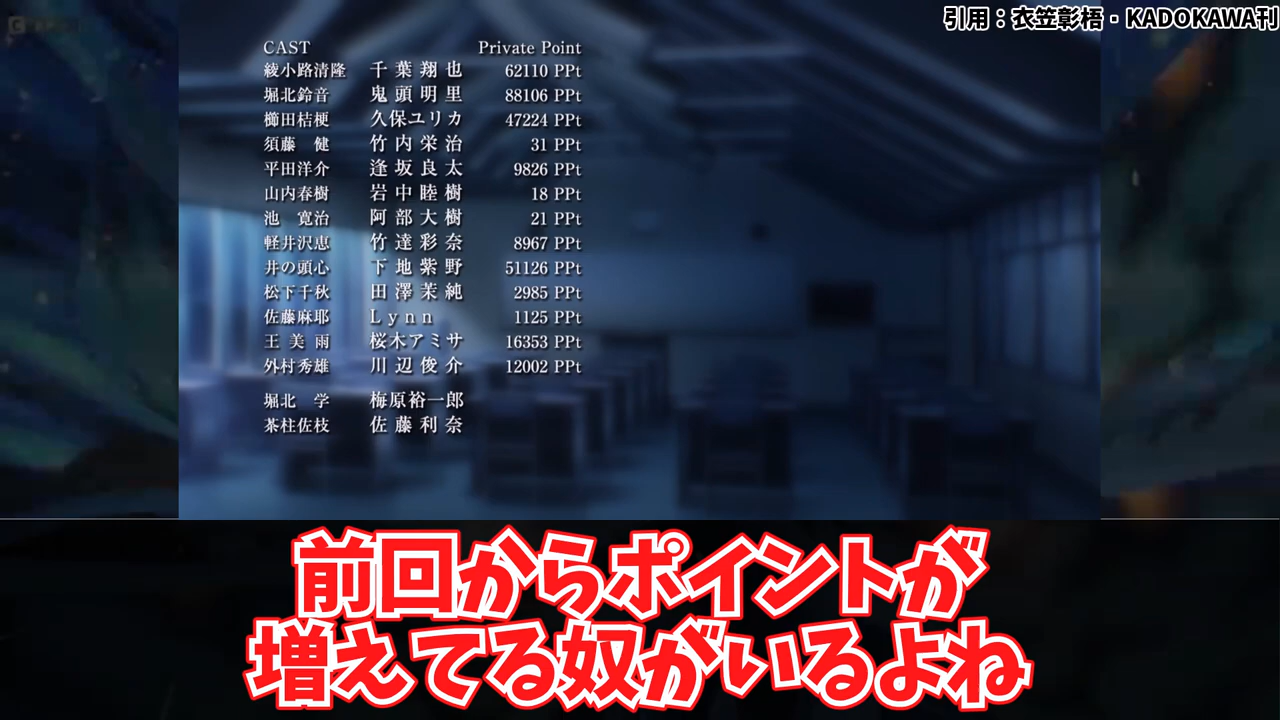 引用：衣笠彰梧・KADOKAWA刊
CAST Private Point
綾小路清隆 千葉翔也 62110 PPt
堀北鈴音 鬼頭明里 88106 PPt
櫛田桔梗 久保ユリカ 47224 PPt
須藤 健 竹内栄治 31 PPt
平田洋介 逢坂良太 9826 PPt
山内春樹 岩中睦樹 18 PPt
池 寛治 阿部大樹 21 PPt
軽井沢恵 竹達彩奈 8967 PPt
井の頭心 下地紫野 51126 PPt
松下千秋 田澤茉純 2985 PPt
佐藤麻耶 Lynn 1125 PPt
王 美 雨 桜木アミサ 16353 PPt
外村秀雄 川辺俊介 12002 PPt
堀北 学 梅原裕一郎
茶柱佐枝 佐藤利奈
前回からポイントが
増えてる奴がいるよね